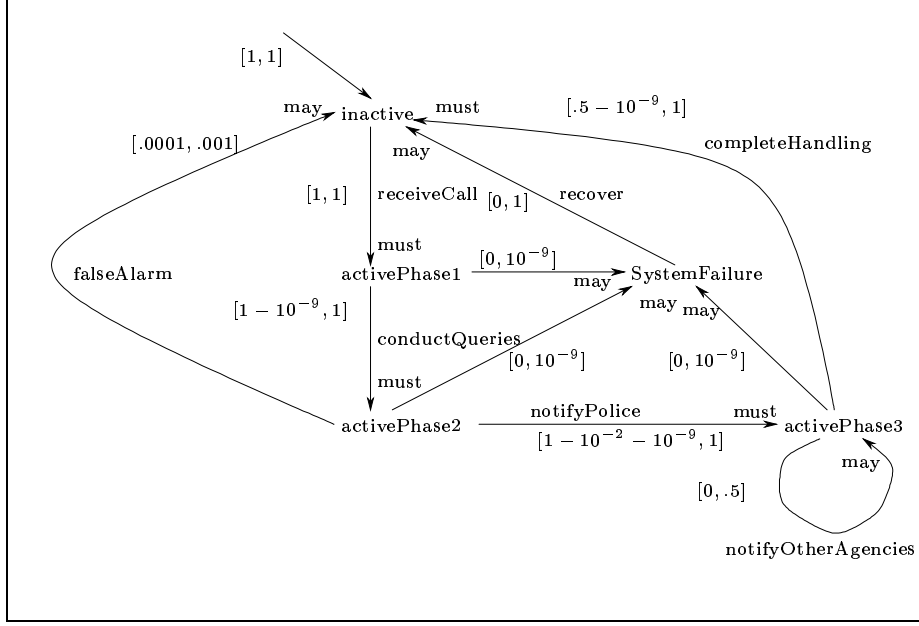 [1, 1]
may
inactive
must
[.5 − 10⁻⁹, 1]
[.0001, .001]
may
completeHandling
[1, 1]
receiveCall
[0, 1]
recover
must
[0, 10⁻⁹]
falseAlarm
activePhase1
may
SystemFailure
may
may
[1 − 10⁻⁹, 1]
conductQueries
[0, 10⁻⁹]
[0, 10⁻⁹]
must
notifyPolice
must
activePhase2
activePhase3
[1 − 10⁻² − 10⁻⁹, 1]
may
[0, .5]
notifyOtherAgencies